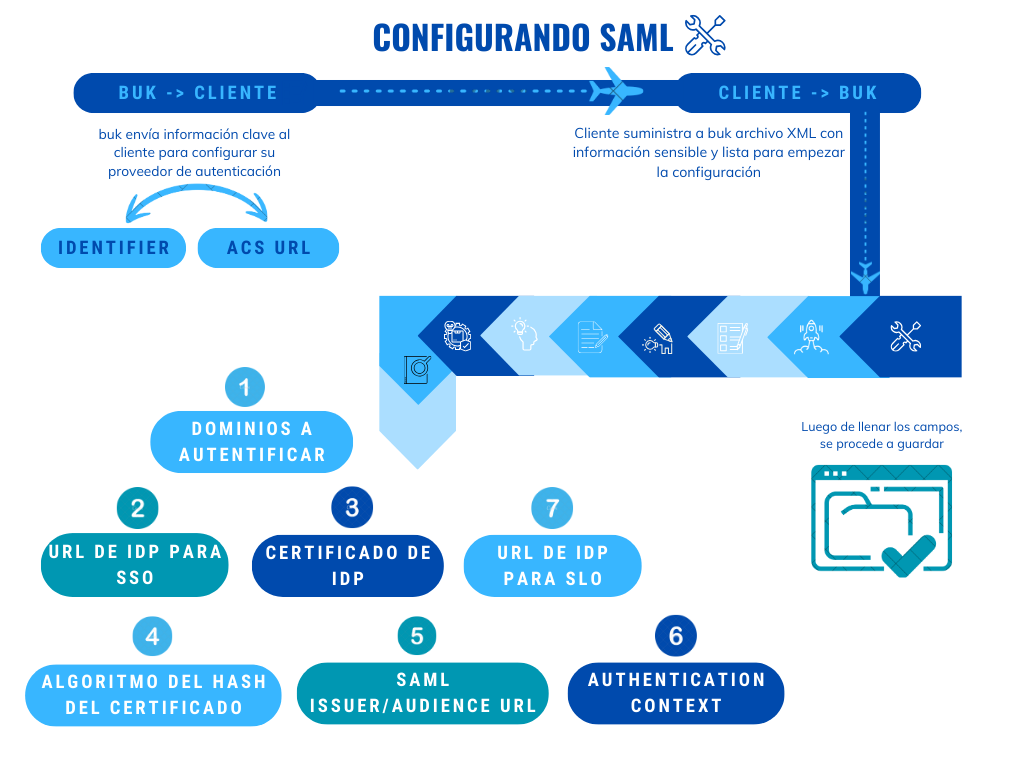 CONFIGURANDO SAML
BUK -> CLIENTE
CLIENTE -> BUK
buk envía información clave al
cliente para configurar su
proveedor de autenticación
Cliente suministra a buk archivo XML con
información sensible y lista para empezar
la configuración
IDENTIFIER
ACS URL
1
DOMINIOS A
AUTENTIFICAR
Luego de llenar los campos,
se procede a guardar
2
URL DE IDP PARA
SSO
3
CERTIFICADO DE
IDP
7
URL DE IDP
PARA SLO
4
ALGORITMO DEL HASH
DEL CERTIFICADO
5
SAML
ISSUER/AUDIENCE URL
6
AUTHENTICATION
CONTEXT